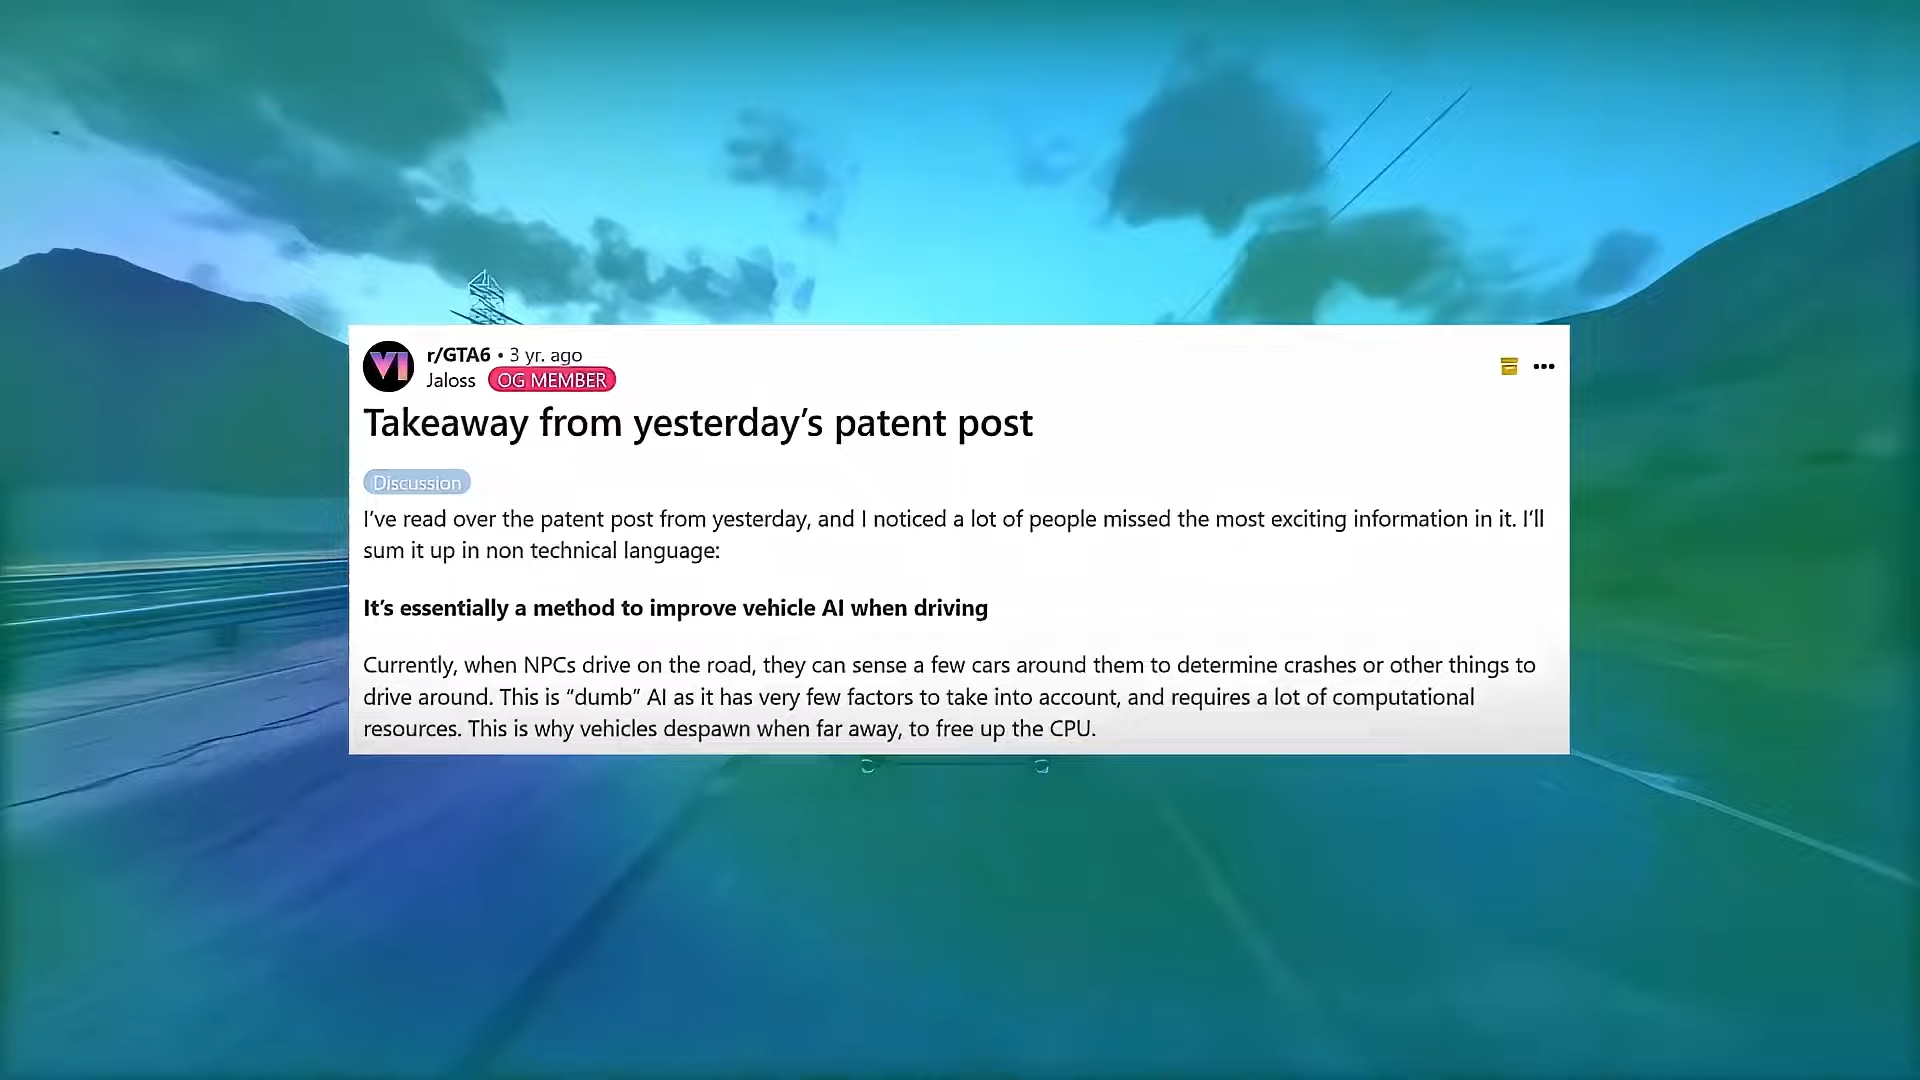 VI
r/GTA6 • 3 yr. ago
Jaloss OG MEMBER
Takeaway from yesterday’s patent post
Discussion
I’ve read over the patent post from yesterday, and I noticed a lot of people missed the most exciting information in it. I’ll
sum it up in non technical language:
It’s essentially a method to improve vehicle AI when driving
Currently, when NPCs drive on the road, they can sense a few cars around them to determine crashes or other things to
drive around. This is “dumb” AI as it has very few factors to take into account, and requires a lot of computational
resources. This is why vehicles despawn when far away, to free up the CPU.